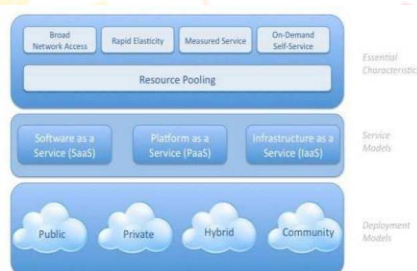 Broad
Network Access
Rapid Elasticity
Measured Service
On-Demand
Self-Service
Resource Pooling
Essential
Characteristic
Software as a
Service (SaaS)
Platform as a
Service (PaaS)
Infrastructure as a
Service (IaaS)
Service
Models
Public
Private
Hybrid
Community
Deployment
Models